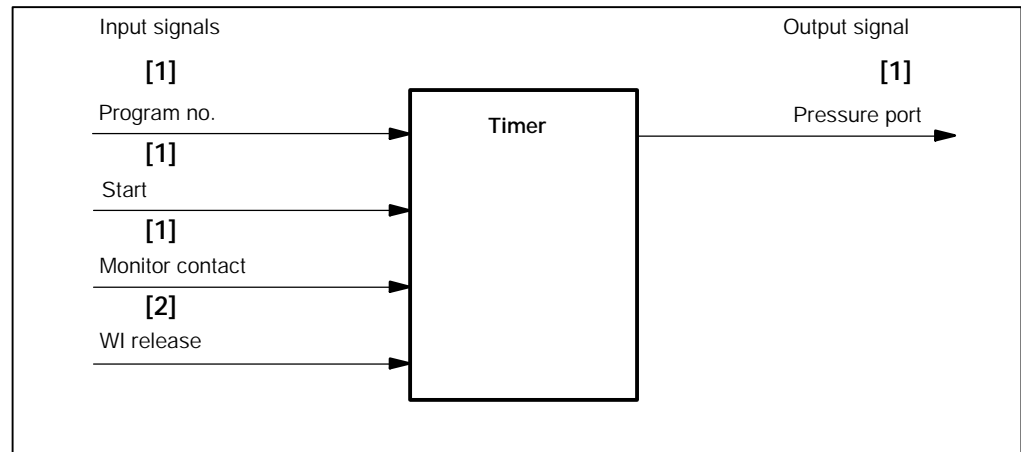 Input signals Output signal
[1] [1]
Program no. Timer Pressure port
[1]
Start
[1]
Monitor contact
[2]
WI release